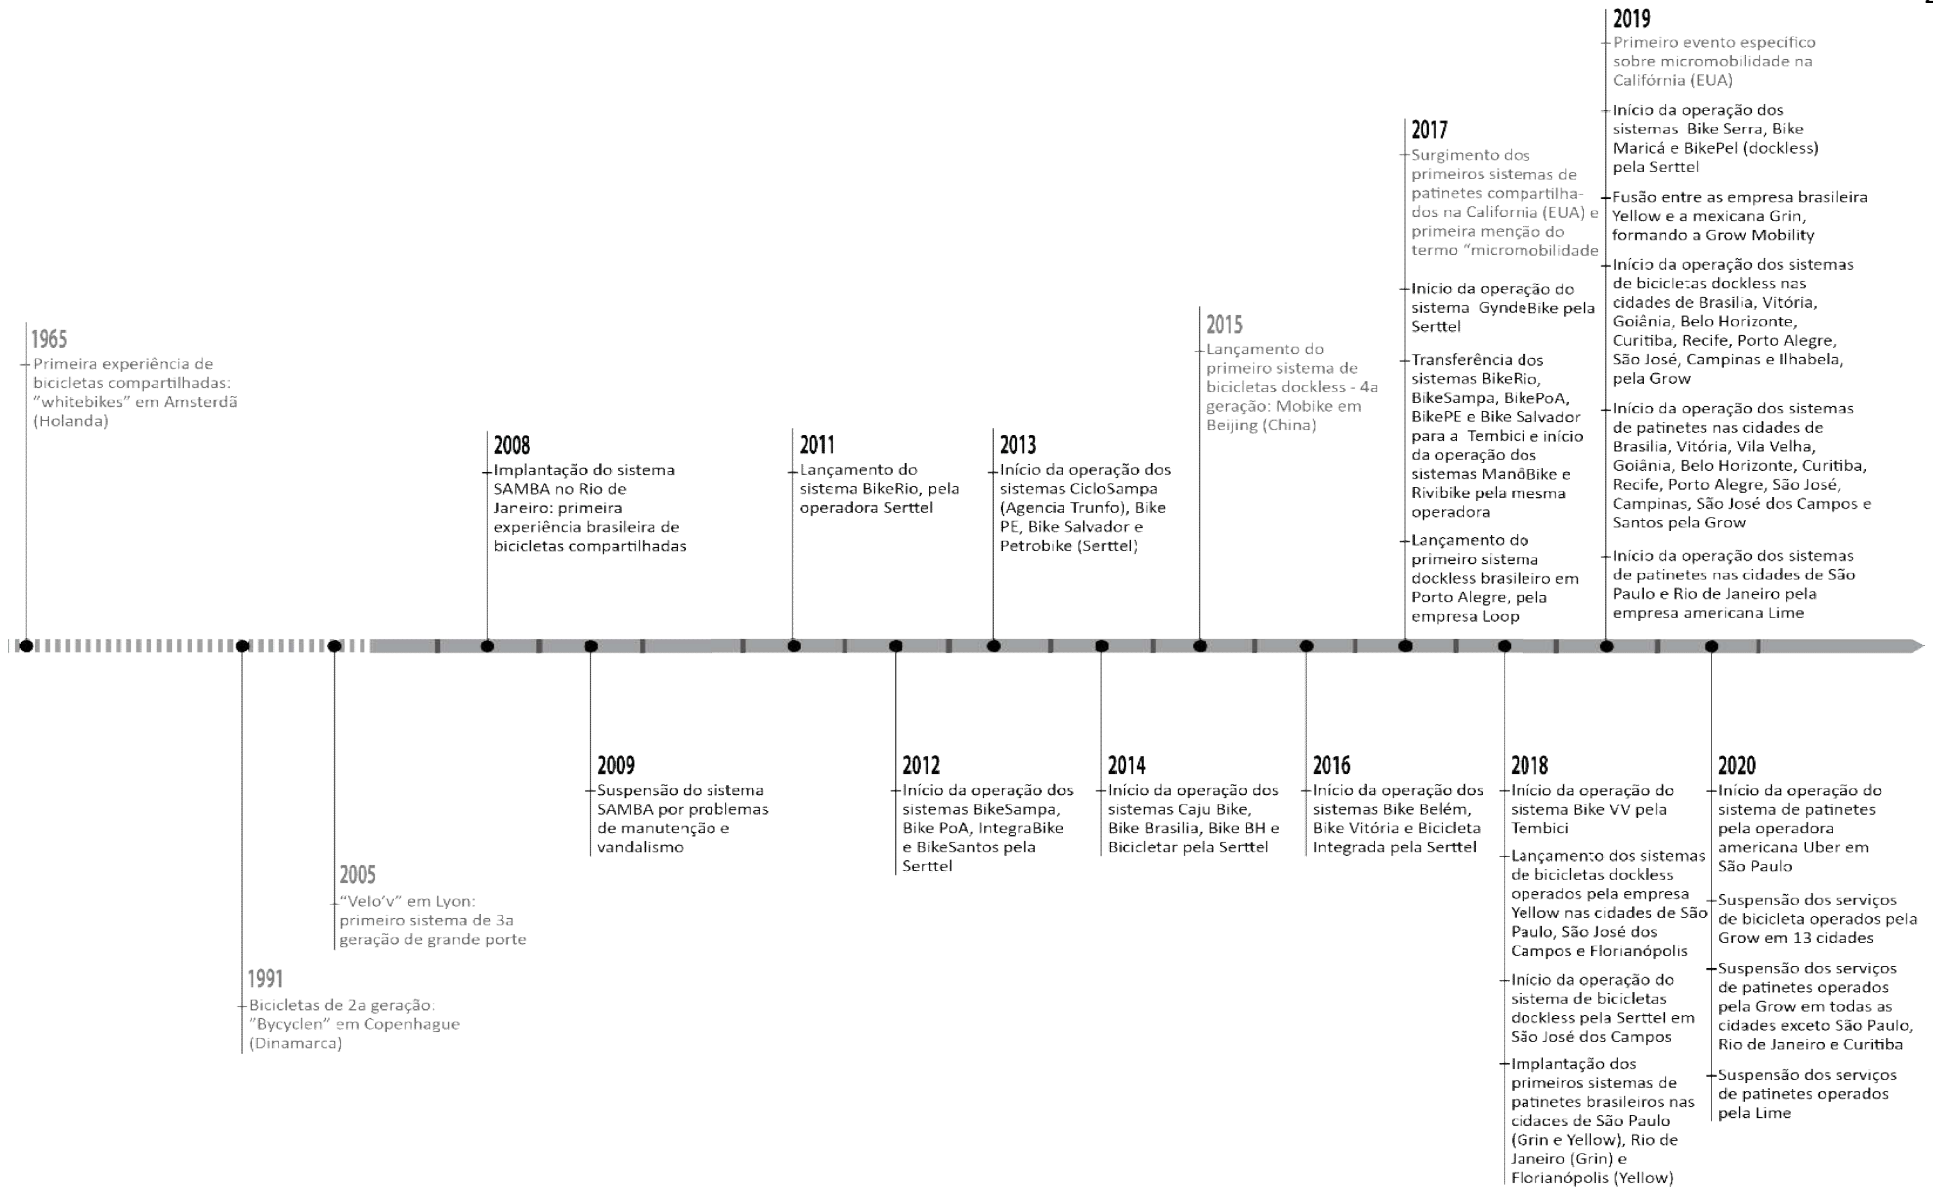 1965
Primeira experiência de
bicicletas compartilhadas:
"whitebikes" em Amsterdã
(Holanda)
1991
Bicicletas de 2a geração:
"Bycyclen" em Copenhague
(Dinamarca)
2005
"Velo'v" em Lyon:
primeiro sistema de 3a
geração de grande porte
2008
Implantação do sistema
SAMBA no Rio de
Janeiro: primeira
experiência brasileira de
bicicletas compartilhadas
2009
Suspensão do sistema
SAMBA por problemas
de manutenção e
vandalismo
2011
Lançamento do
sistema BikeRio, pela
operadora Serttel
2012
Início da operação dos
sistemas BikeSampa,
Bike PoA, IntegraBike
e BikeSantos pela
Serttel
2013
Início da operação dos
sistemas CicloSampa
(Agencia Trunfo), Bike
PE, Bike Salvador e
Petrobike (Serttel)
2014
Início da operação dos
sistemas Caju Bike,
Bike Brasilia, Bike BH e
Bicicletar pela Serttel
2015
Lançamento do
primeiro sistema de
bicicletas dockless - 4a
geração: Mobike em
Beijing (China)
2016
Início da operação dos
sistemas Bike Belém,
Bike Vitória e Bicicleta
Integrada pela Serttel
2017
Surgimento dos
primeiros sistemas de
patinetes compartilha-
dos na California (EUA) e
primeira menção do
termo "micromobilidade
Início da operação do
sistema GyndeBike pela
Serttel
Transferência dos
sistemas BikeRio,
BikeSampa, BikePoA,
BikePE e Bike Salvador
para a Tembici e início
da operação dos
sistemas ManôBike e
Rivibike pela mesma
operadora
Lançamento do
primeiro sistema
dockless brasileiro em
Porto Alegre, pela
empresa Loop
2018
Início da operação do
sistema Bike VV pela
Tembici
Lançamento dos sistemas
de bicicletas dockless
operados pela empresa
Yellow nas cidades de São
Paulo, São José dos
Campos e Florianópolis
Início da operação do
sistema de bicicletas
dockless pela Serttel em
São José dos Campos
Implantação dos
primeiros sistemas de
patinetes brasileiros nas
cidades de São Paulo
(Grin e Yellow), Rio de
Janeiro (Grin) e
Florianópolis (Yellow)
2019
Primeiro evento específico
sobre micromobilidade na
Califórnia (EUA)
Início da operação dos
sistemas Bike Serra, Bike
Maricá e BikePel (dockless)
pela Serttel
Fusão entre as empresa brasileira
Yellow e a mexicana Grin,
formando a Grow Mobility
Início da operação dos sistemas
de bicicletas dockless nas
cidades de Brasilia, Vitória,
Goiânia, Belo Horizonte,
Curitiba, Recife, Porto Alegre,
São José, Campinas e Ilhabela,
pela Grow
Início da operação dos sistemas
de patinetes nas cidades de
Brasilia, Vitória, Vila Velha,
Goiânia, Belo Horizonte, Curitiba,
Recife, Porto Alegre, São José,
Campinas, São José dos Campos e
Santos pela Grow
Início da operação dos sistemas
de patinetes nas cidades de São
Paulo e Rio de Janeiro pela
empresa americana Lime
2020
Início da operação do
sistema de patinetes
pela operadora
americana Uber em
São Paulo
Suspensão dos serviços
de bicicleta operados pela
Grow em 13 cidades
Suspensão dos serviços
de patinetes operados
pela Grow em todas as
cidades exceto São Paulo,
Rio de Janeiro e Curitiba
Suspensão dos serviços
de patinetes operados
pela Lime